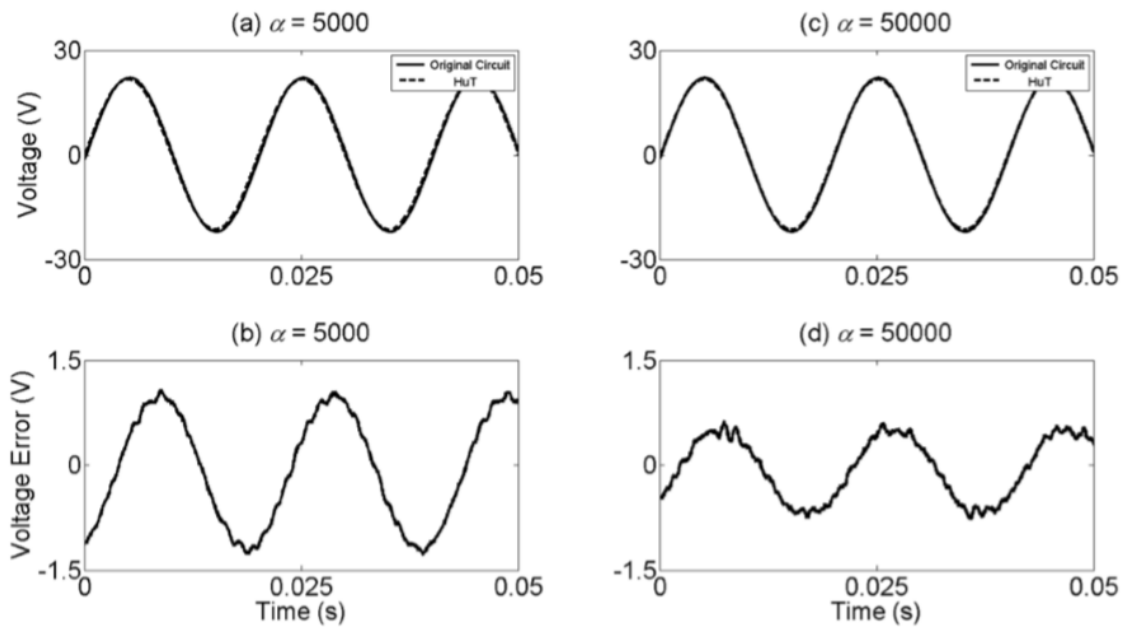 (a) α = 5000
30
0
-30
Voltage (V)
Original Circuit
HuT
0 0.025 0.05
(c) α = 50000
30
0
-30
Original Circuit
HuT
0 0.025 0.05
(b) α = 5000
1.5
0
-1.5
Voltage Error (V)
0 0.025 0.05
Time (s)
(d) α = 50000
1.5
0
-1.5
0 0.025 0.05
Time (s)